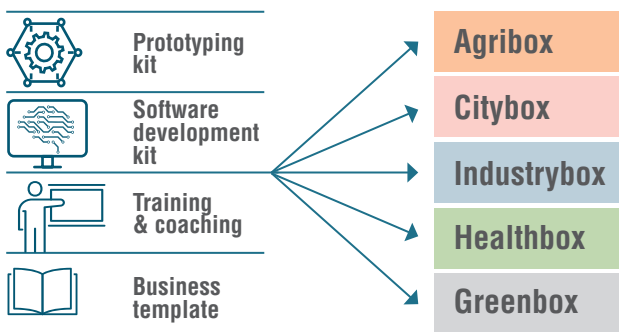 Prototyping
kit
Software
development
kit
Training
& coaching
Business
template
Agribox
Citybox
Industrybox
Healthbox
Greenbox